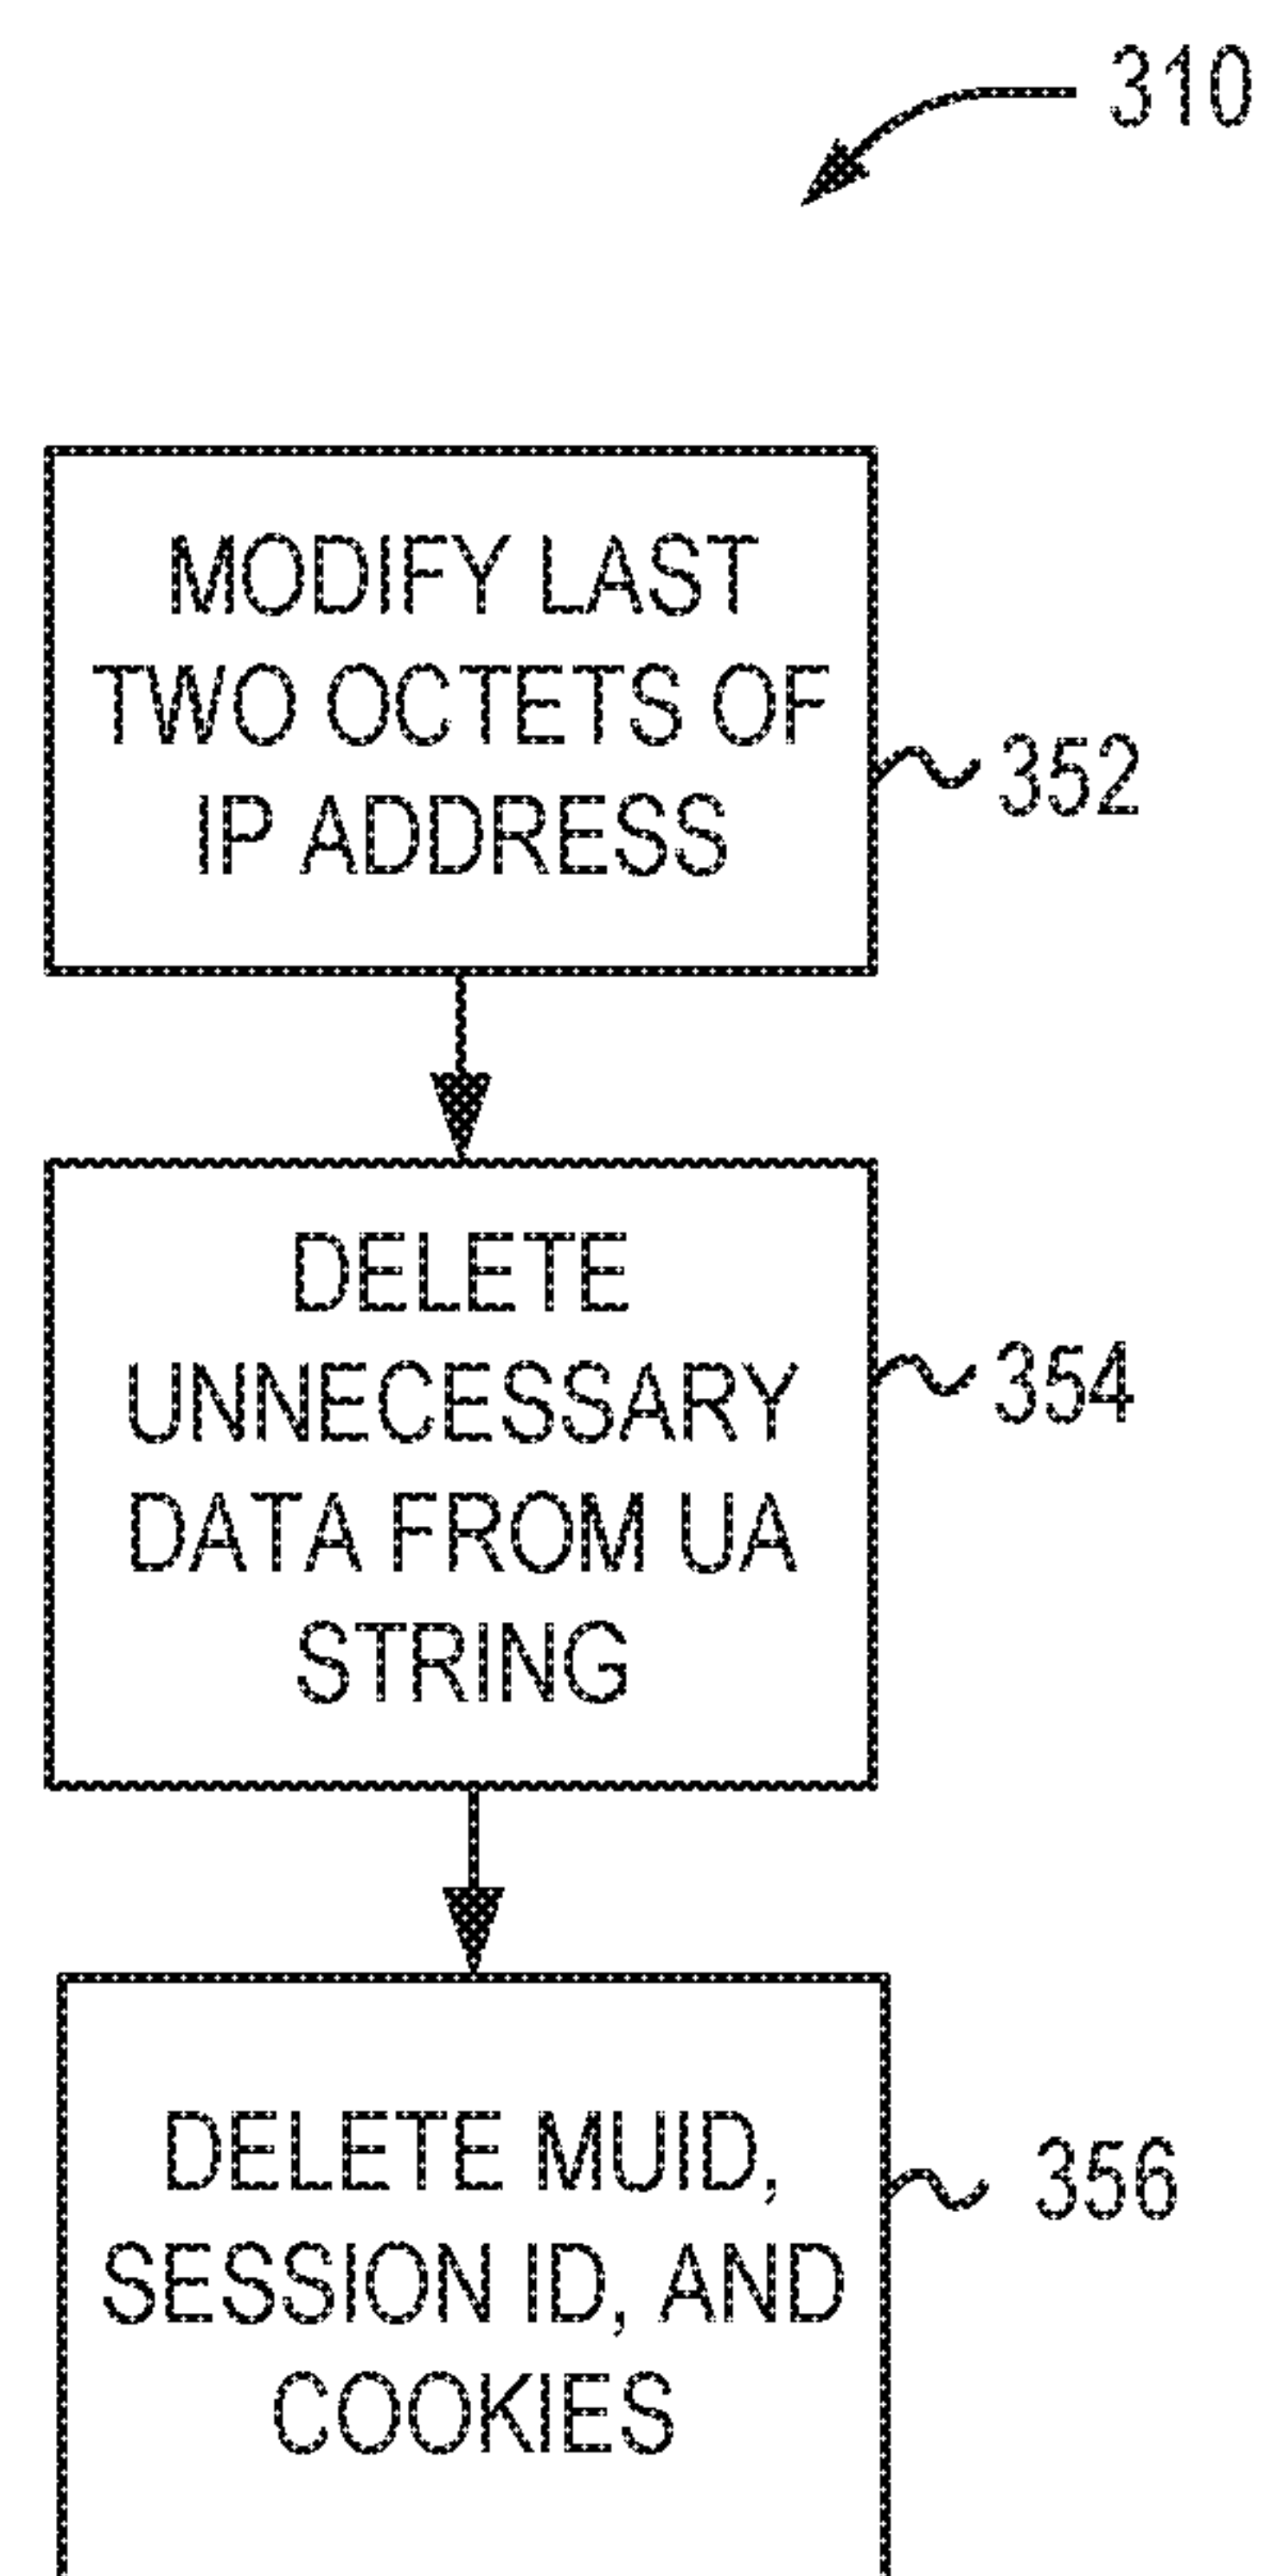 310
MODIFY LAST
TWO OCTETS OF
IP ADDRESS
352
DELETE
UNNECESSARY
DATA FROM UA
STRING
354
DELETE MUID,
SESSION ID, AND
COOKIES
356